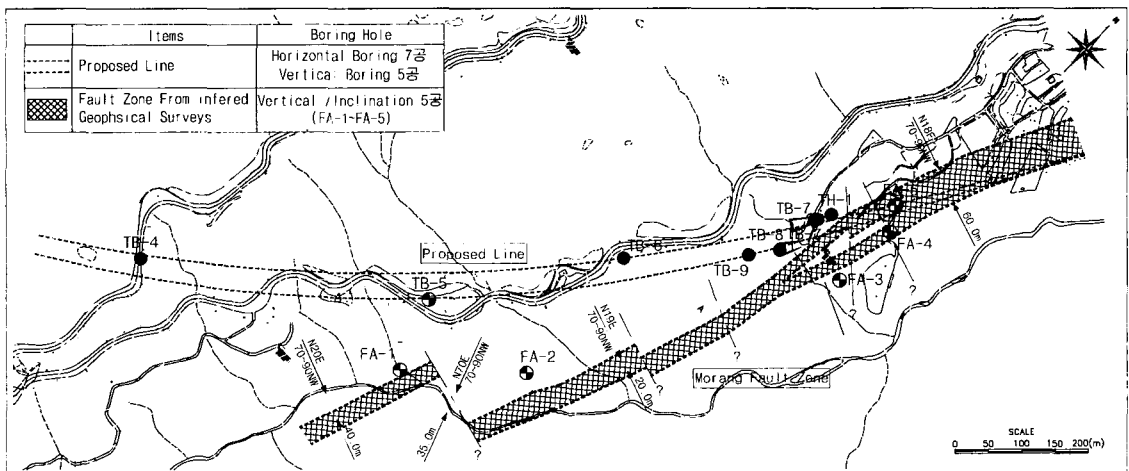 Items
Boring Hole
Proposed Line
Horizontal Boring 7공
Vertica Boring 5공
Fault Zone From infered
Geophsical Surveys
Vertical /Inclination 5공
(FA-1~FA-5)
N18E
70-90NW
TB-7
TH-1
TB-4
TB-6
TB-8
TB-9
Proposed Line
TB-5
FA-4
FA-3
60.0m
?
?
N19E
70-90NW
FA-1
N70E
70-90NW
FA-2
N20E
70-90NW
?
?
20.0m
Morang Fault Zone
40.0m
35.0m
?
SCALE
0 50 100 150 200(m)